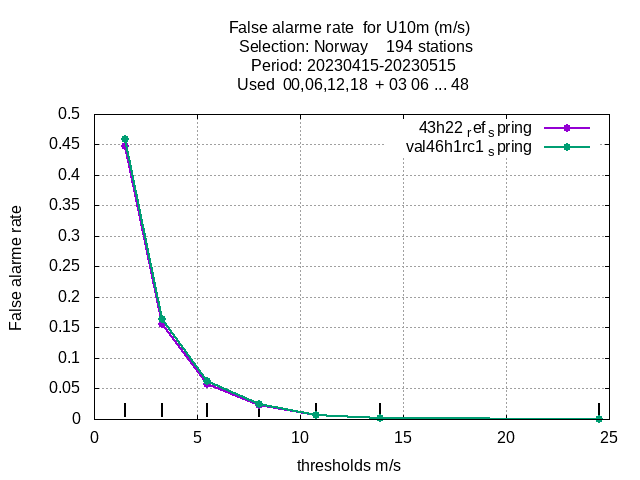 False alarme rate for U10m (m/s)
Selection: Norway 194 stations
Period: 20230415-20230515
Used 00,06,12,18 + 03 06 ... 48
43h22 ref spring
val46h1rc1 spring
0.5
0.45
0.4
0.35
0.3
0.25
0.2
0.15
0.1
0.05
0
False alarme rate
0 5 10 15 20 25
thresholds m/s